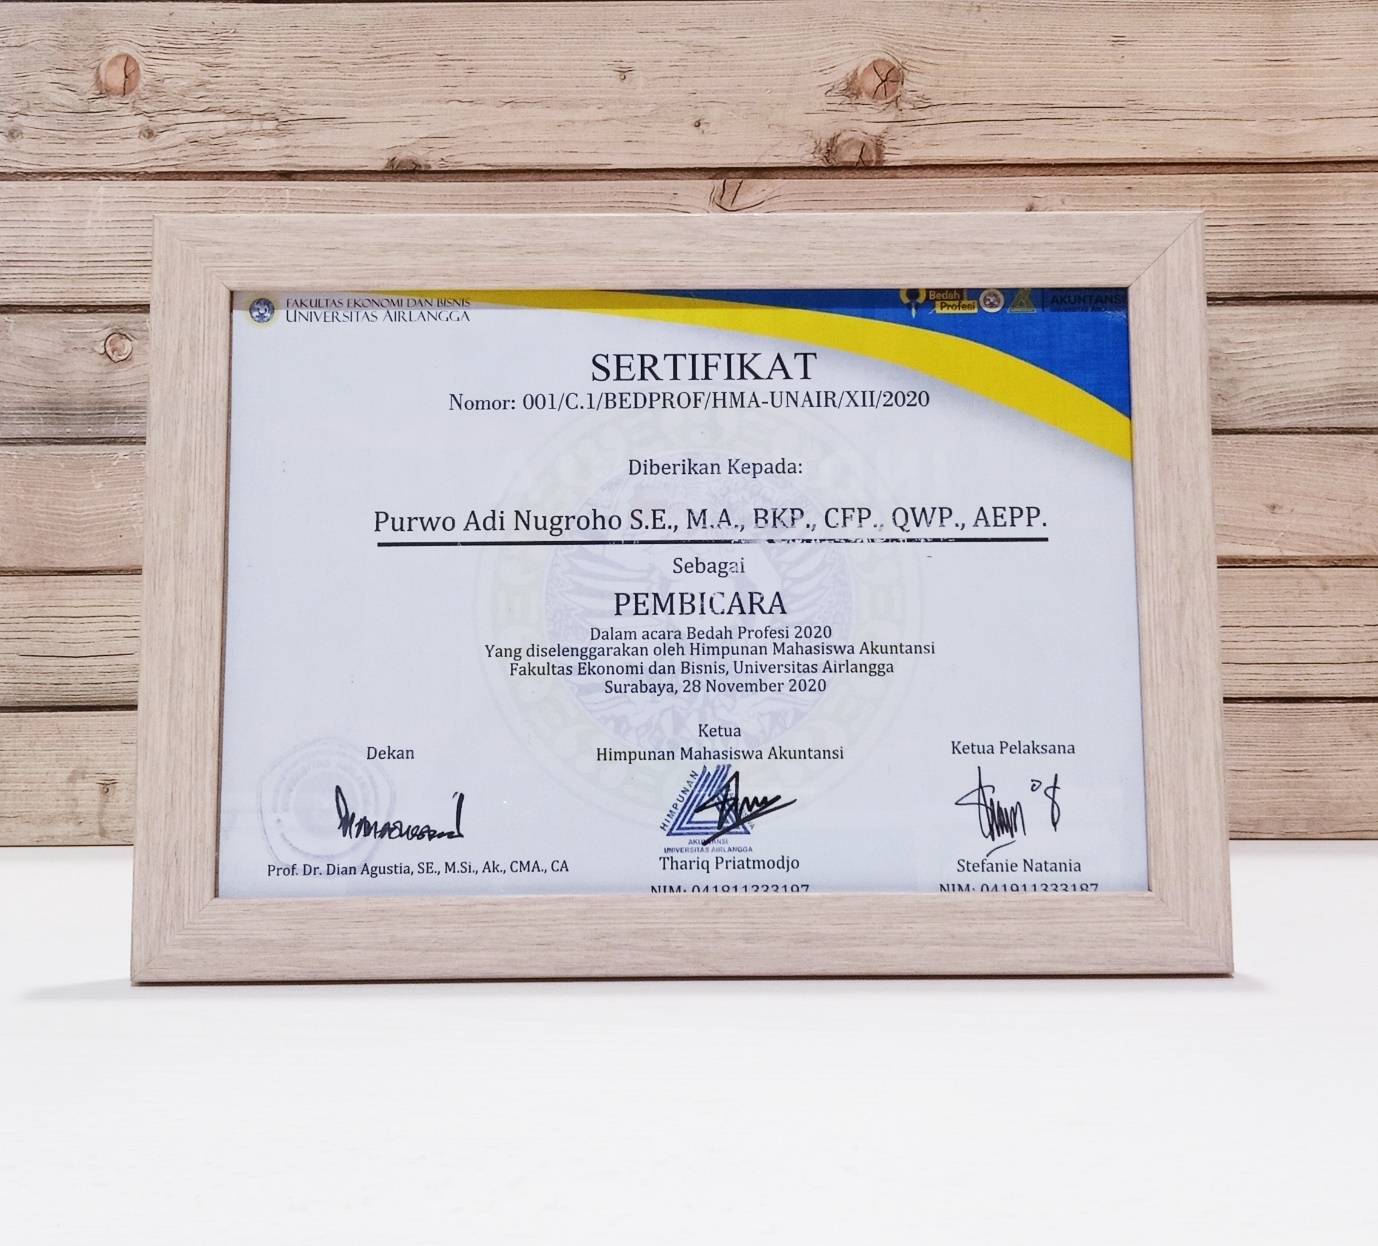 FAKULTAS EKONOMI DAN BISNIS
UNIVERSITAS AIRLANGGA
Bedah
Profesi
AKUNTANSI
SERTIFIKAT
Nomor: 001/C.1/BEDPROF/HMA-UNAIR/XII/2020
Diberikan Kepada:
Purwo Adi Nugroho S.E., M.A., BKP., CFP., QWP., AEPP.
Sebagai
PEMBICARA
Dalam acara Bedah Profesi 2020
Yang diselenggarakan oleh Himpunan Mahasiswa Akuntansi
Fakultas Ekonomi dan Bisnis, Universitas Airlangga
Surabaya, 28 November 2020
Dekan
Prof. Dr. Dian Agustia, SE., M.Si., Ak., CMA., CA
Ketua
Himpunan Mahasiswa Akuntansi
HIMPUNAN
AKUNTANSI
UNIVERSITAS AIRLANGGA
Thariq Priatmodjo
NIM: 041811333197
Ketua Pelaksana
Stefanie Natania
NIM: 041911333187